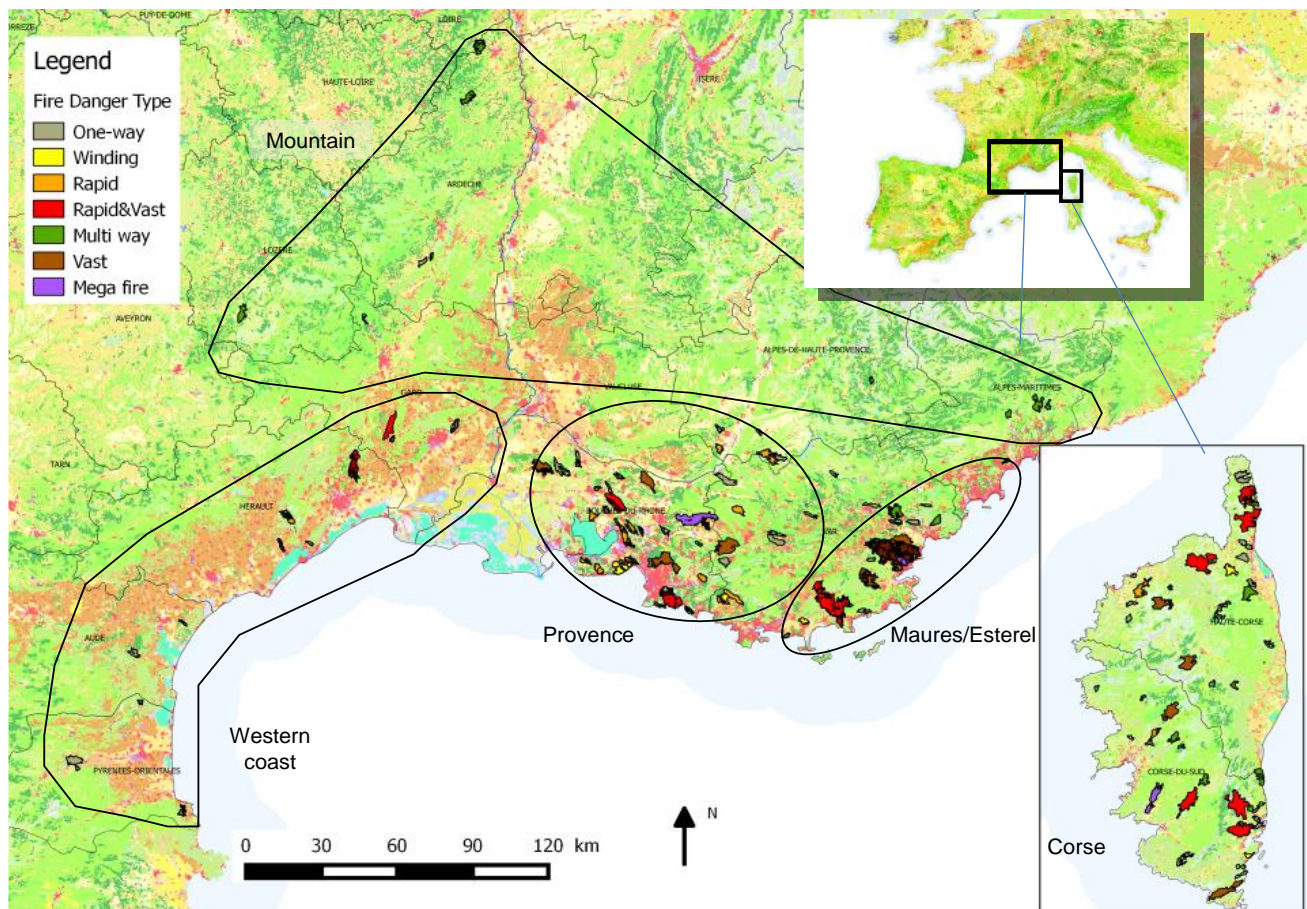 PUY-DE-DOME
LOIRE
Legend
Fire Danger Type
One-way
Winding
Rapid
Rapid&Vast
Multi way
Vast
Mega fire
HAUTE-LOIRE
ISERE
Mountain
ARDECHE
LOZERE
AVEYRON
ALPES-DE-HAUTE-PROVENCE
ALPES-MARITIMES
GARD
VAUCLUSE
TARN
HERAULT
BOUCHES-DU-RHONE
VAR
Provence
Maures/Esterel
AUDE
Western
coast
PYRENEES-ORIENTALES
N
0 30 60 90 120 km
HAUTE-CORSE
CORSE-DU-SUD
Corse